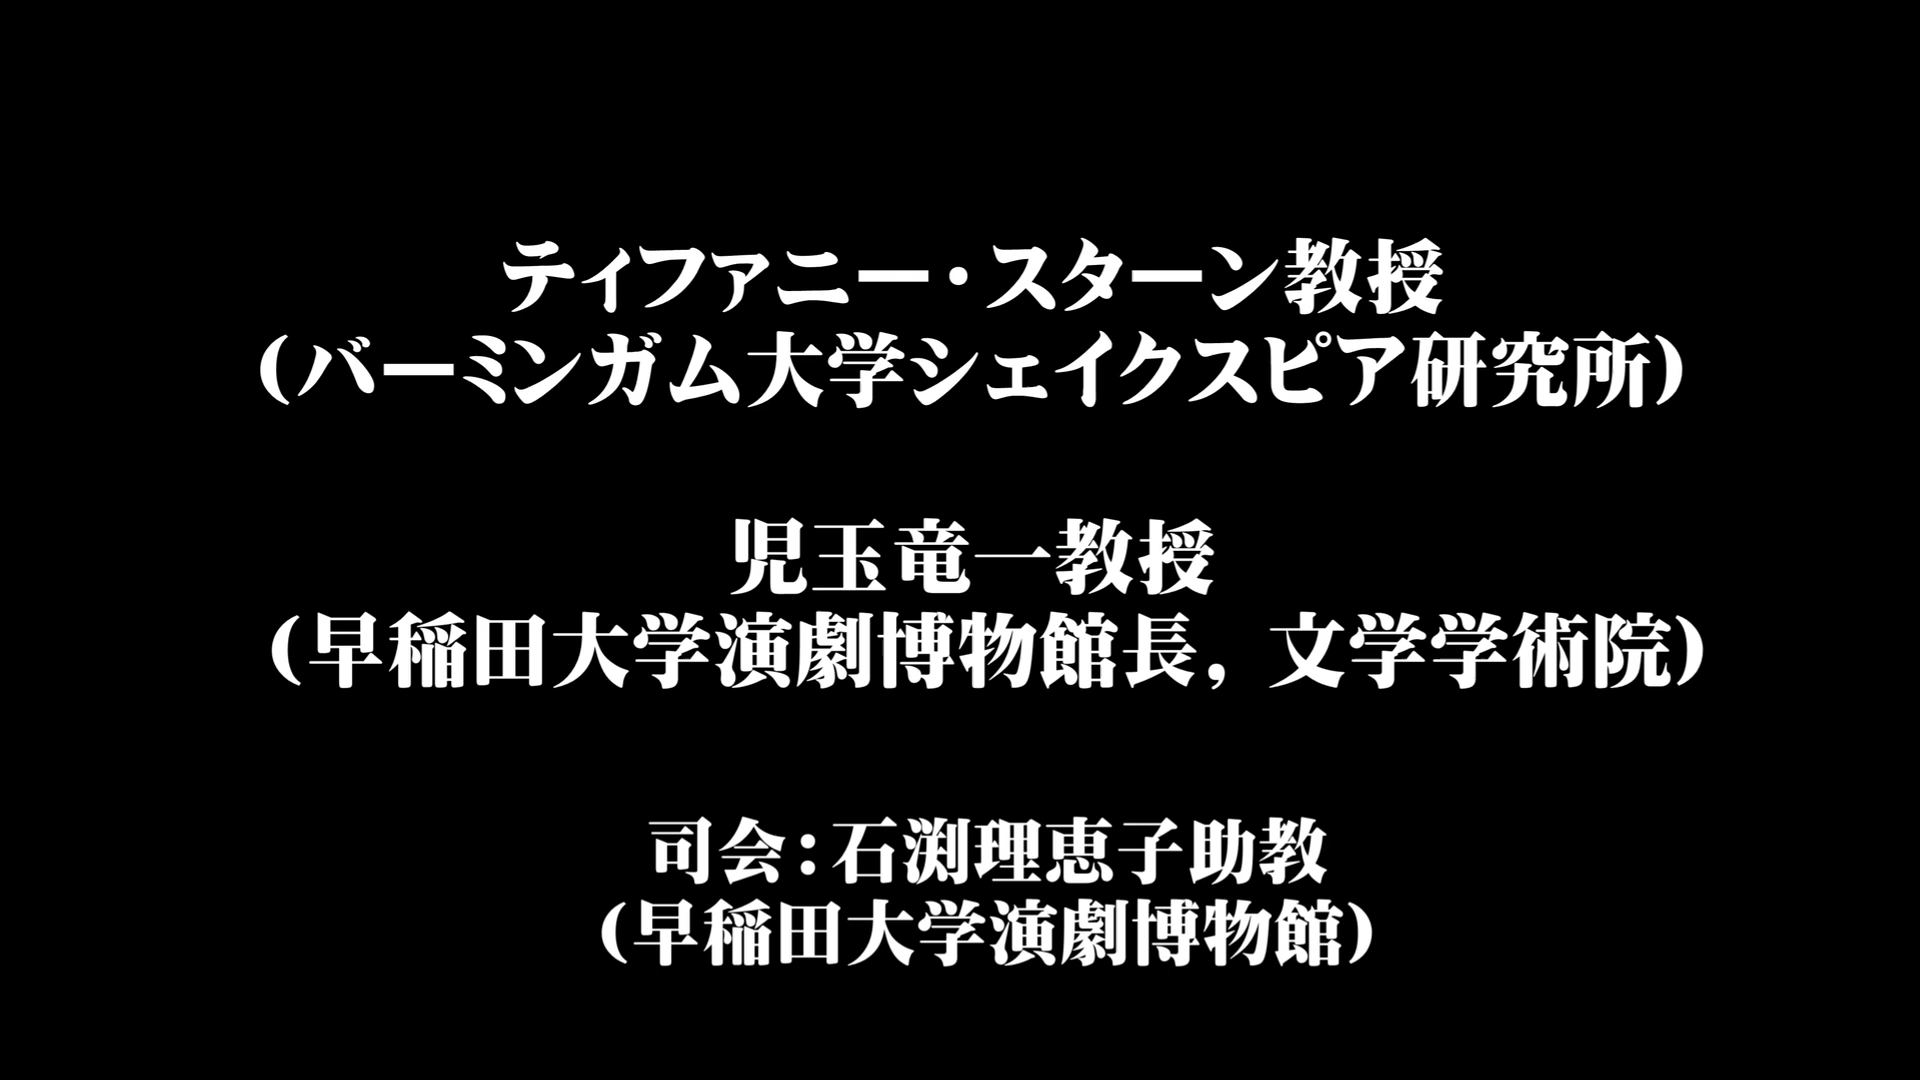 ティファニー・スターン教授
(バーミンガム大学シェイクスピア研究所)
児玉竜一教授
(早稲田大学演劇博物館長, 文学学術院)
司会:石渕理恵子助教
(早稲田大学演劇博物館)